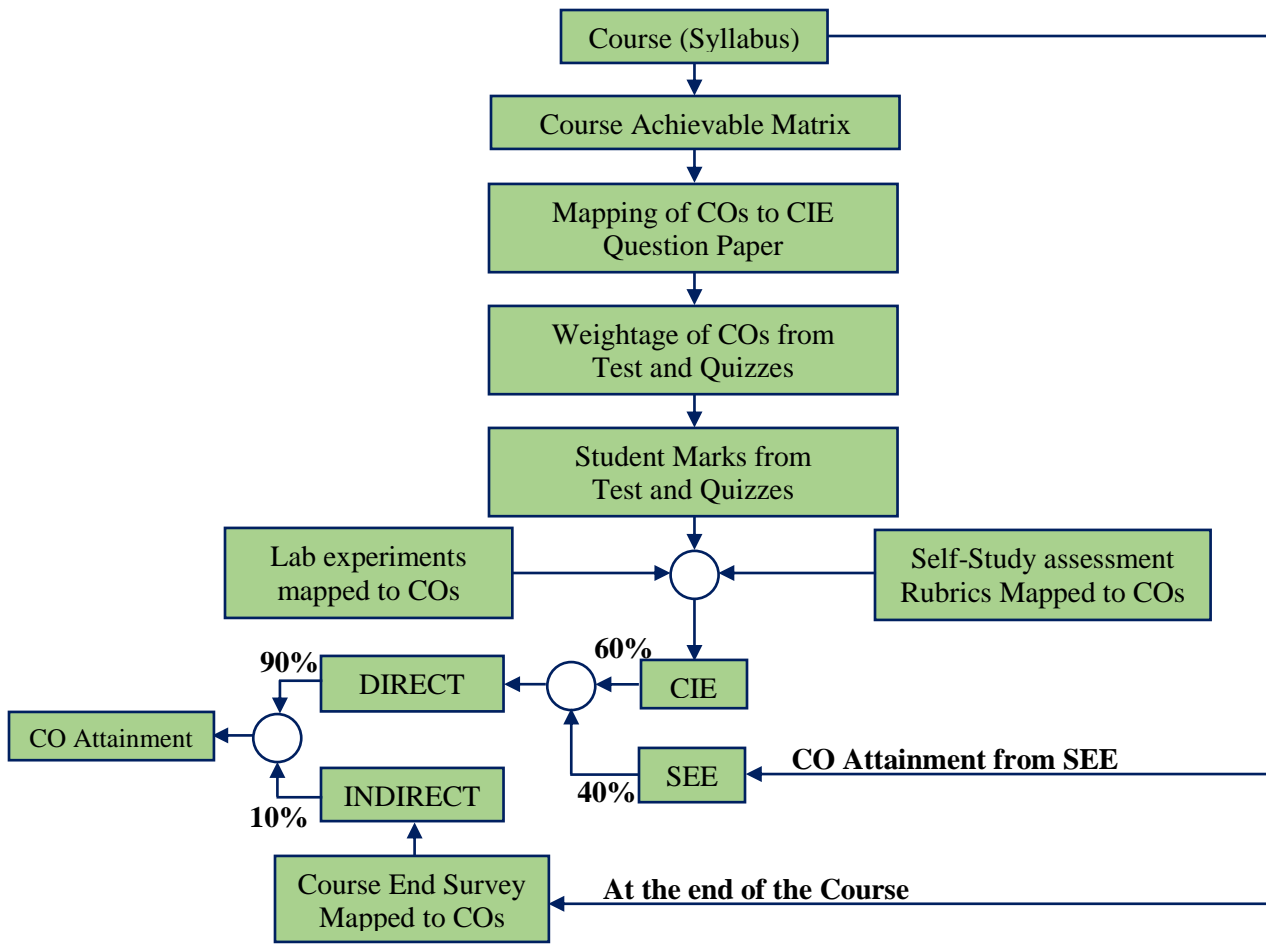 Course (Syllabus)
Course Achievable Matrix
Mapping of COs to CIE
Question Paper
Weightage of COs from
Test and Quizzes
Student Marks from
Test and Quizzes
Lab experiments
mapped to COs
Self-Study assessment
Rubrics Mapped to COs
60%
90%
DIRECT
CIE
CO Attainment
CO Attainment from SEE
SEE
40%
INDIRECT
10%
Course End Survey
Mapped to COs
At the end of the Course